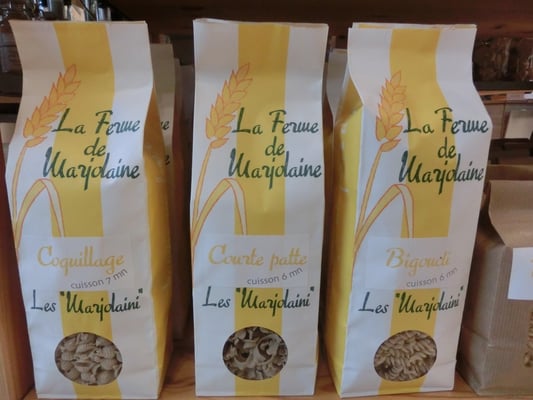 La Ferme
de
Marjolaine
Coquillage
cuisson 7 mn
Les "Marjolaini"
La Ferme
de
Marjolaine
Courte patte
cuisson 6 mn
Les "Marjolaini"
La Ferme
de
Marjolaine
Bigoudi
cuisson 6 mn
Les "Marjolaini"